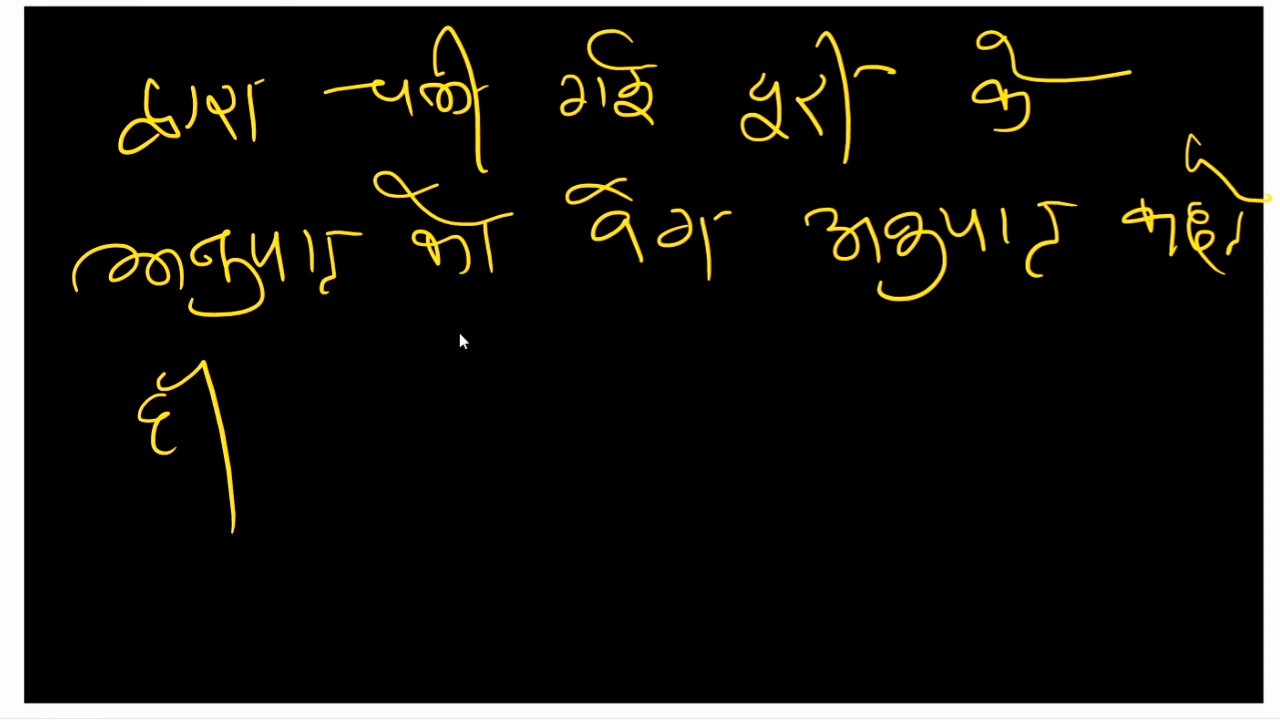 द्वारा चली गई दूरी के
अनुपात को वेग अनुपात कहते
हैं।